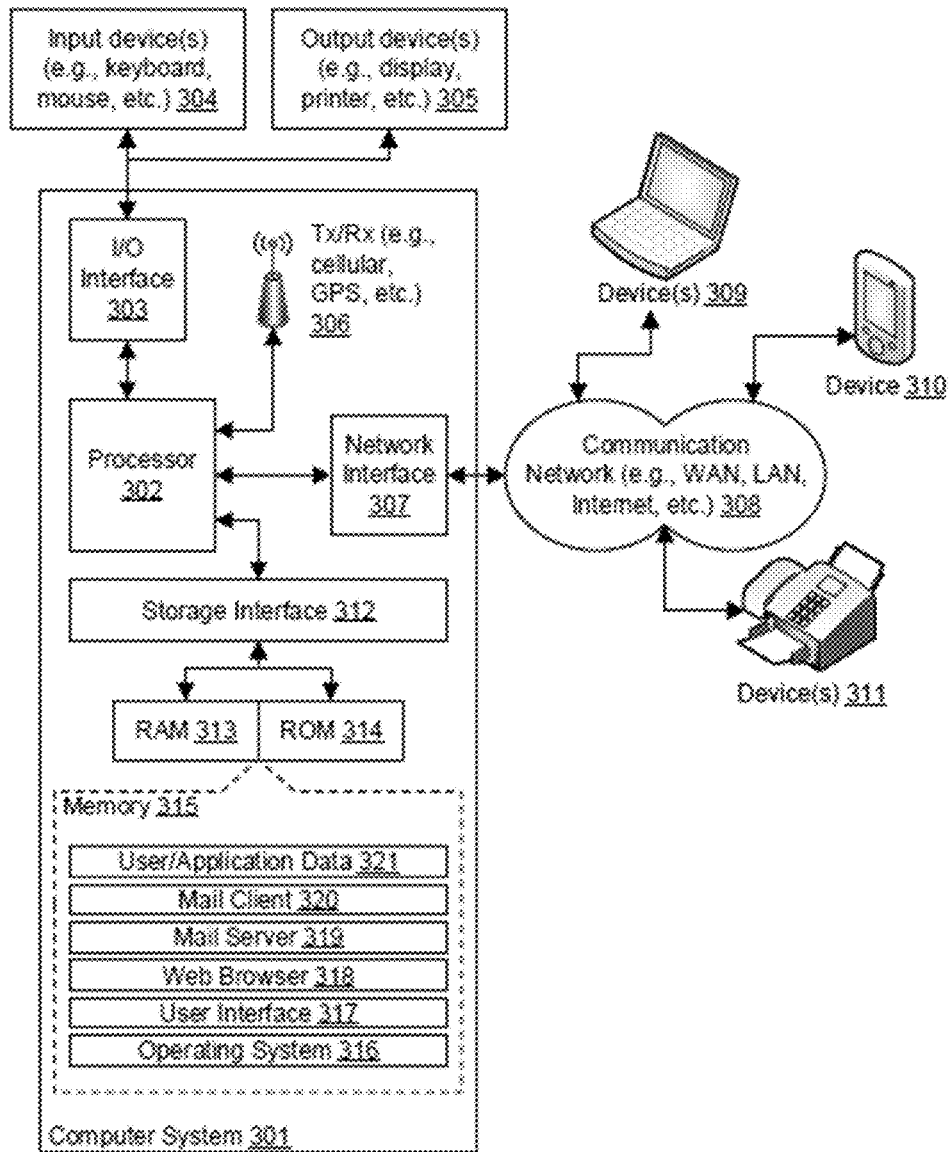 Input device(s)
(e.g., keyboard,
mouse, etc.) 304
Output device(s)
(e.g., display,
printer, etc.) 305
I/O
Interface
303
Tx/Rx (e.g.,
cellular,
GPS, etc.)
306
Device(s) 309
Device 310
Processor
302
Network
Interface
307
Communication
Network (e.g., WAN, LAN,
Internet, etc.) 308
Storage Interface 312
Device(s) 311
RAM 313
ROM 314
Memory 315
User/Application Data 321
Mail Client 320
Mail Server 319
Web Browser 318
User Interface 317
Operating System 316
Computer System 301